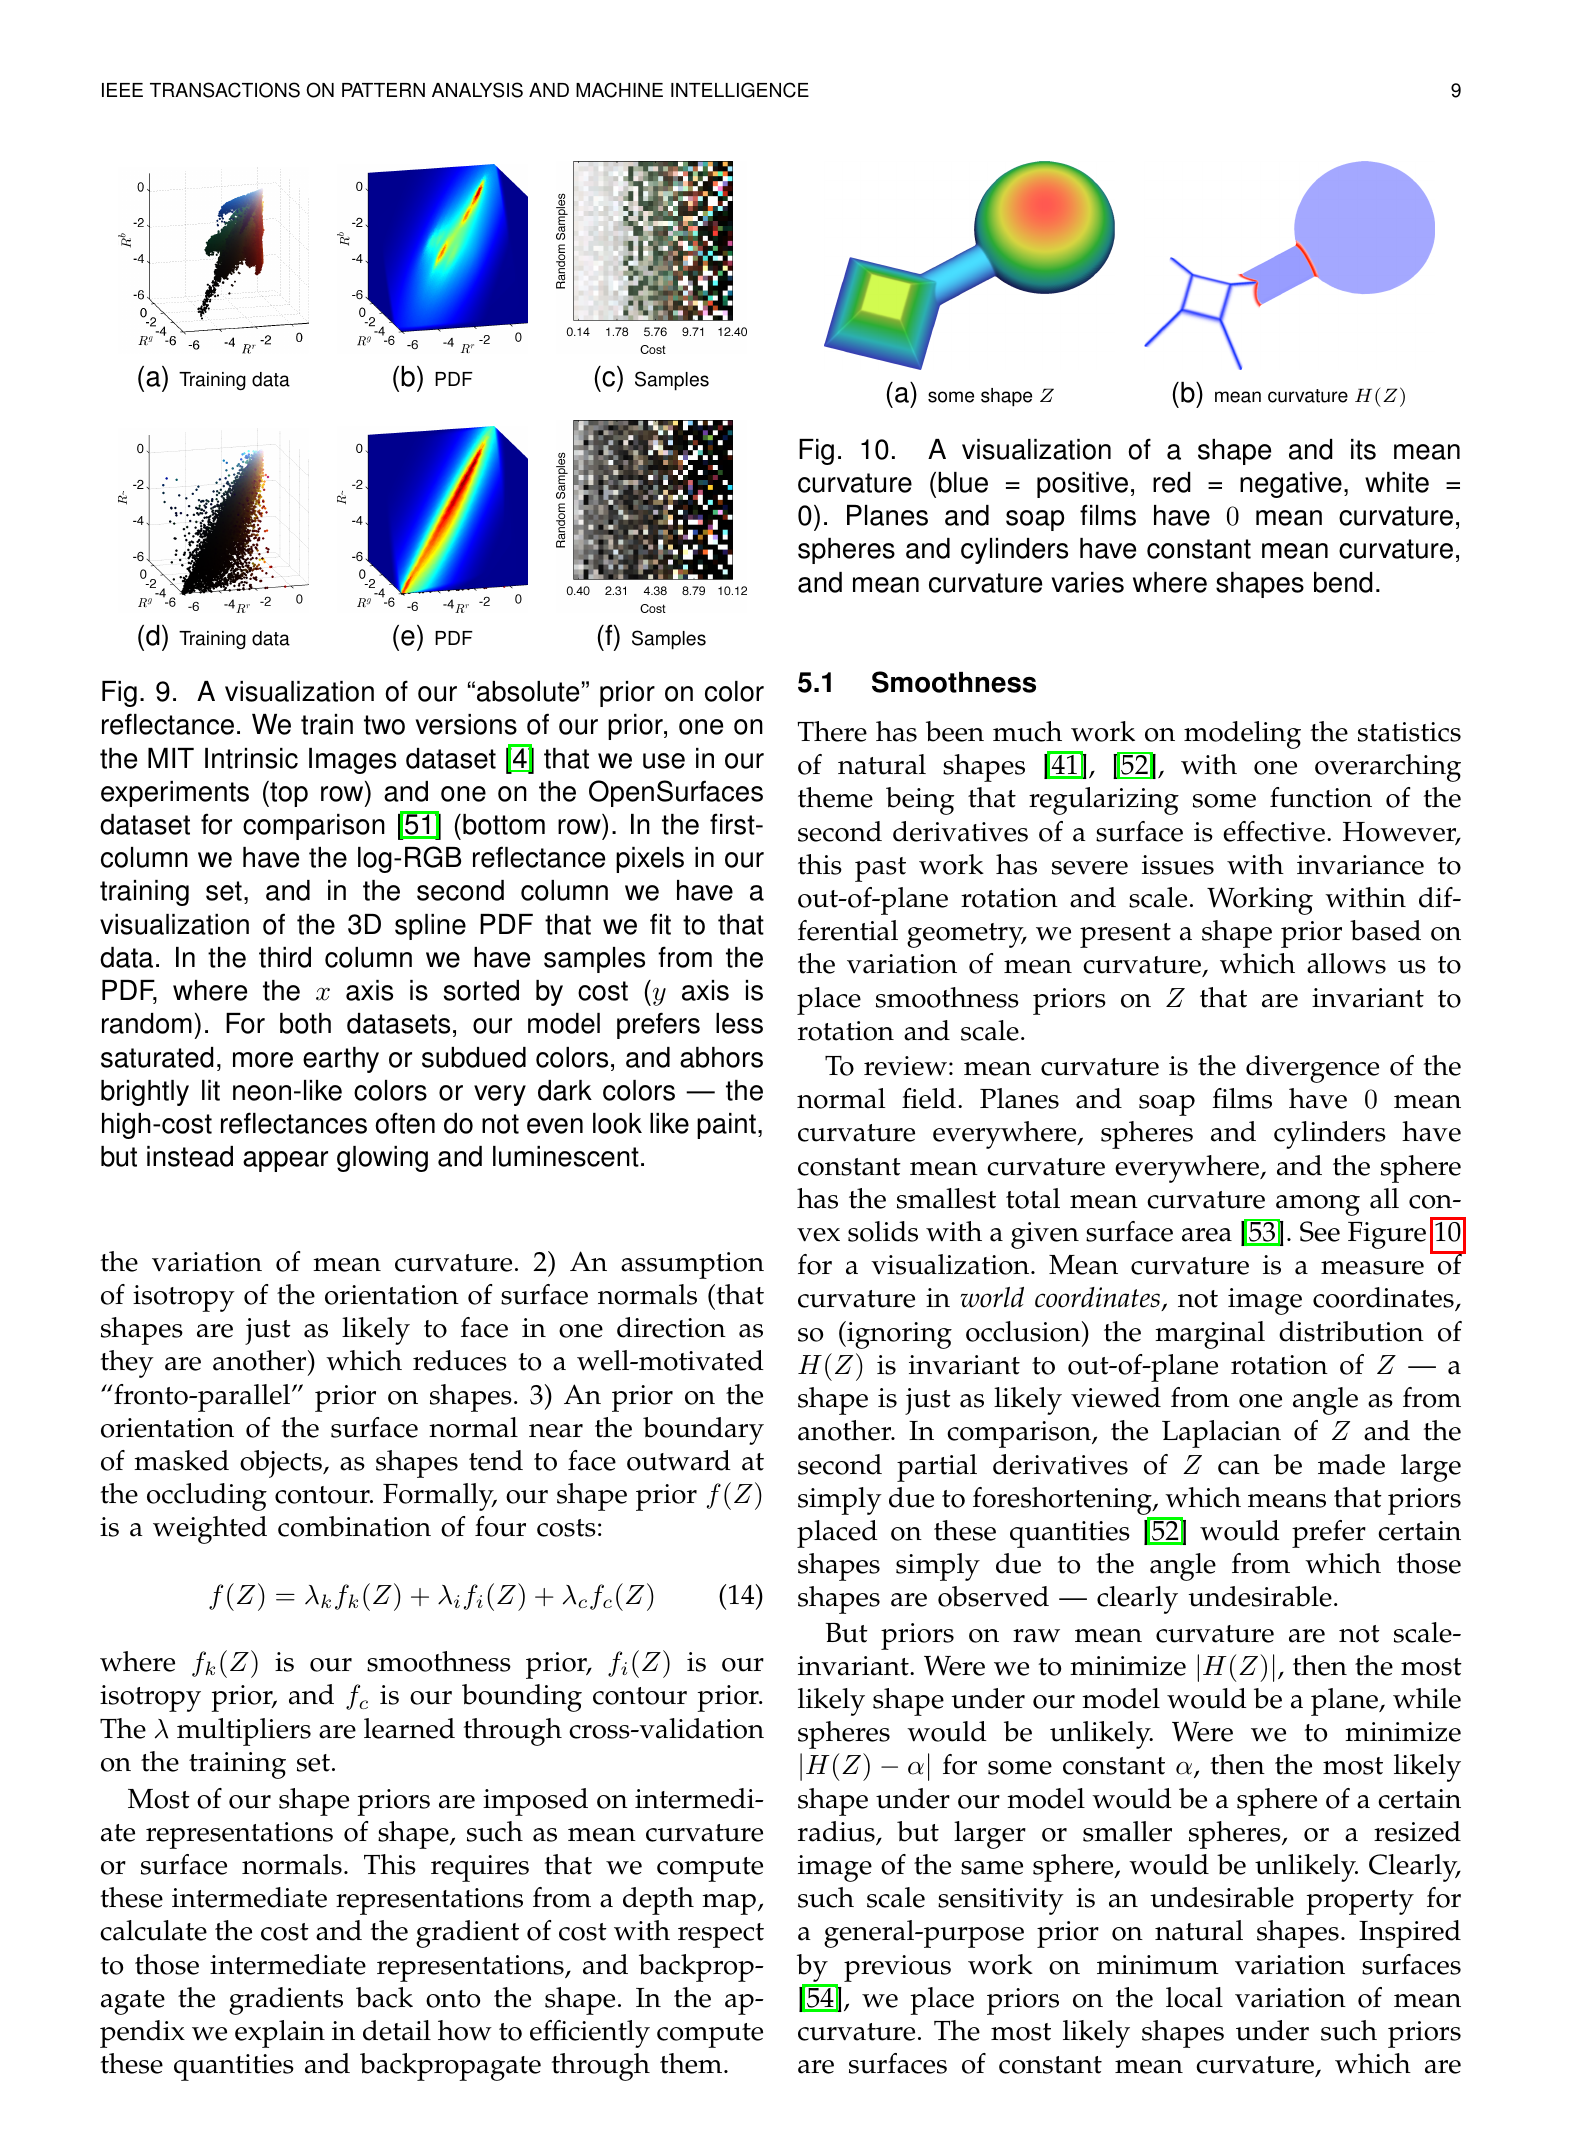 IEEE TRANSACTIONS ON PATTERN ANALYSIS AND MACHINE INTELLIGENCE 9
0
-2
-4
-6
R^b
0
-2
-4
-6
R^g
-6
-4
R^r
-2
0
(a) Training data
0
-2
-4
-6
R^b
0
-2
-4
-6
R^g
-6
-4
R^r
-2
0
(b) PDF
Random Samples
0.14 1.78 5.76 9.71 12.40
Cost
(c) Samples
0
-2
-4
-6
0
-2
-4
-6
R^g
-6
-4
R^r
-2
0
(d) Training data
0
-2
-4
-6
0
-2
-4
-6
R^g
-6
-4
R^r
-2
0
(e) PDF
Random Samples
0.40 2.31 4.38 8.79 10.12
Cost
(f) Samples
Fig. 9. A visualization of our “absolute” prior on color
reflectance. We train two versions of our prior, one on
the MIT Intrinsic Images dataset [4] that we use in our
experiments (top row) and one on the OpenSurfaces
dataset for comparison [51] (bottom row). In the first-
column we have the log-RGB reflectance pixels in our
training set, and in the second column we have a
visualization of the 3D spline PDF that we fit to that
data. In the third column we have samples from the
PDF, where the x axis is sorted by cost (y axis is
random). For both datasets, our model prefers less
saturated, more earthy or subdued colors, and abhors
brightly lit neon-like colors or very dark colors — the
high-cost reflectances often do not even look like paint,
but instead appear glowing and luminescent.
the variation of mean curvature. 2) An assumption
of isotropy of the orientation of surface normals (that
shapes are just as likely to face in one direction as
they are another) which reduces to a well-motivated
“fronto-parallel” prior on shapes. 3) An prior on the
orientation of the surface normal near the boundary
of masked objects, as shapes tend to face outward at
the occluding contour. Formally, our shape prior f(Z)
is a weighted combination of four costs:
f(Z) = λ_k f_k(Z) + λ_i f_i(Z) + λ_c f_c(Z) (14)
where f_k(Z) is our smoothness prior, f_i(Z) is our
isotropy prior, and f_c is our bounding contour prior.
The λ multipliers are learned through cross-validation
on the training set.
Most of our shape priors are imposed on intermedi-
ate representations of shape, such as mean curvature
or surface normals. This requires that we compute
these intermediate representations from a depth map,
calculate the cost and the gradient of cost with respect
to those intermediate representations, and backprop-
agate the gradients back onto the shape. In the ap-
pendix we explain in detail how to efficiently compute
these quantities and backpropagate through them.
(a) some shape Z
(b) mean curvature H(Z)
Fig. 10. A visualization of a shape and its mean
curvature (blue = positive, red = negative, white =
0). Planes and soap films have 0 mean curvature,
spheres and cylinders have constant mean curvature,
and mean curvature varies where shapes bend.
5.1 Smoothness
There has been much work on modeling the statistics
of natural shapes [41], [52], with one overarching
theme being that regularizing some function of the
second derivatives of a surface is effective. However,
this past work has severe issues with invariance to
out-of-plane rotation and scale. Working within dif-
ferential geometry, we present a shape prior based on
the variation of mean curvature, which allows us to
place smoothness priors on Z that are invariant to
rotation and scale.
To review: mean curvature is the divergence of the
normal field. Planes and soap films have 0 mean
curvature everywhere, spheres and cylinders have
constant mean curvature everywhere, and the sphere
has the smallest total mean curvature among all con-
vex solids with a given surface area [53]. See Figure 10
for a visualization. Mean curvature is a measure of
curvature in world coordinates, not image coordinates,
so (ignoring occlusion) the marginal distribution of
H(Z) is invariant to out-of-plane rotation of Z — a
shape is just as likely viewed from one angle as from
another. In comparison, the Laplacian of Z and the
second partial derivatives of Z can be made large
simply due to foreshortening, which means that priors
placed on these quantities [52] would prefer certain
shapes simply due to the angle from which those
shapes are observed — clearly undesirable.
But priors on raw mean curvature are not scale-
invariant. Were we to minimize |H(Z)|, then the most
likely shape under our model would be a plane, while
spheres would be unlikely. Were we to minimize
|H(Z) − α| for some constant α, then the most likely
shape under our model would be a sphere of a certain
radius, but larger or smaller spheres, or a resized
image of the same sphere, would be unlikely. Clearly,
such scale sensitivity is an undesirable property for
a general-purpose prior on natural shapes. Inspired
by previous work on minimum variation surfaces
[54], we place priors on the local variation of mean
curvature. The most likely shapes under such priors
are surfaces of constant mean curvature, which are